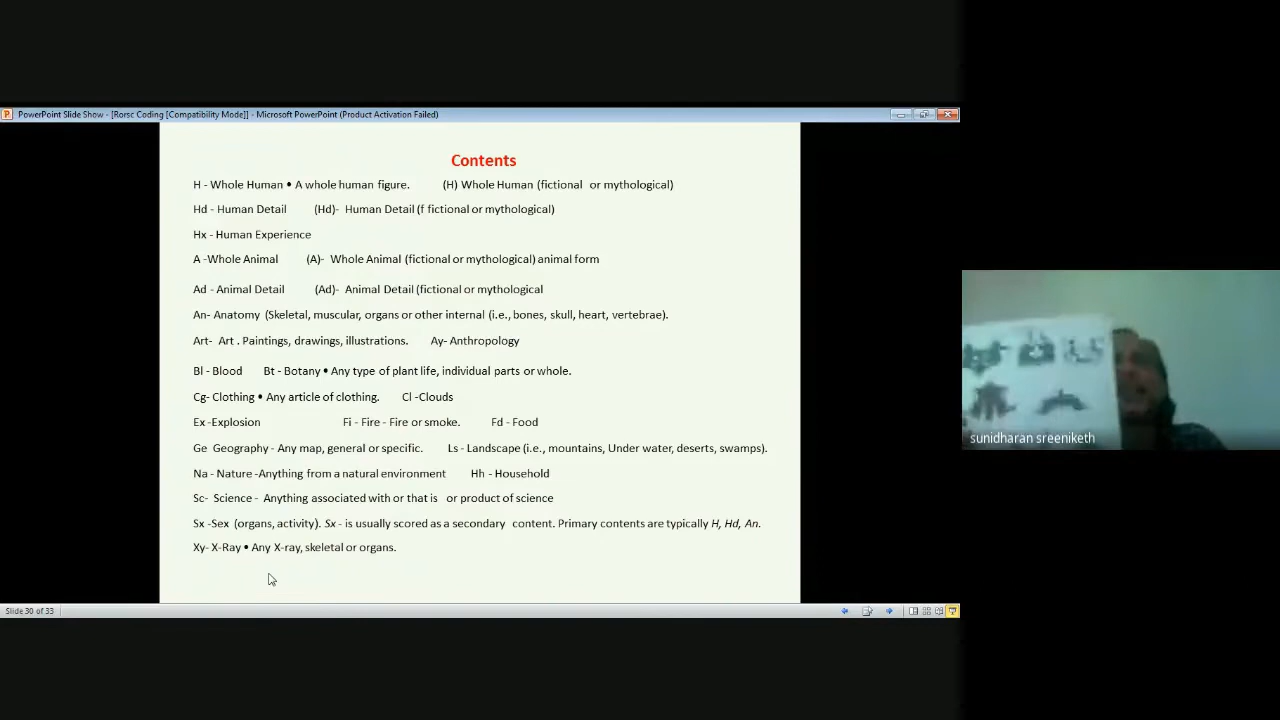 PowerPoint Slide Show - [Rorsc Coding [Compatibility Mode]] - Microsoft PowerPoint (Product Activation Failed)
Contents
H - Whole Human • A whole human figure. (H) Whole Human (fictional or mythological)
Hd - Human Detail (Hd)- Human Detail (f fictional or mythological)
Hx - Human Experience
A -Whole Animal (A)- Whole Animal (fictional or mythological) animal form
Ad - Animal Detail (Ad)- Animal Detail (fictional or mythological
An- Anatomy (Skeletal, muscular, organs or other internal (i.e., bones, skull, heart, vertebrae).
Art- Art . Paintings, drawings, illustrations. Ay- Anthropology
Bl - Blood Bt - Botany • Any type of plant life, individual parts or whole.
Cg- Clothing • Any article of clothing. Cl -Clouds
Ex -Explosion Fi - Fire - Fire or smoke. Fd - Food
Ge Geography - Any map, general or specific. Ls - Landscape (i.e., mountains, Under water, deserts, swamps).
Na - Nature -Anything from a natural environment Hh - Household
Sc- Science - Anything associated with or that is or product of science
Sx -Sex (organs, activity). Sx - is usually scored as a secondary content. Primary contents are typically H, Hd, An.
Xy- X-Ray • Any X-ray, skeletal or organs.
Slide 30 of 33
sunidharan sreeniketh